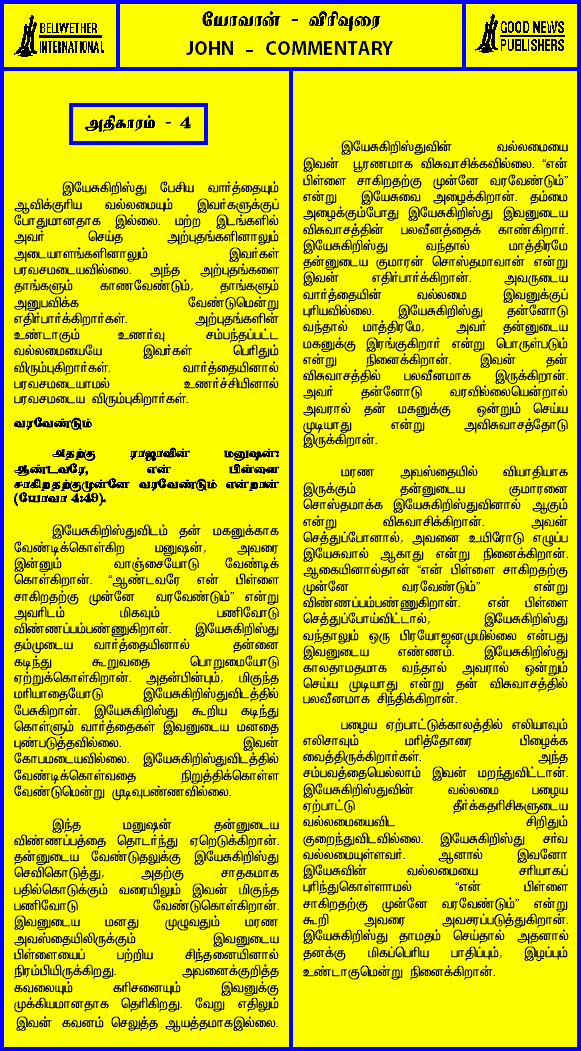 BELWETHER
INTERNATIONAL
யோவான் - விரிவுரை
JOHN - COMMENTARY
GOOD NEWS
PUBLISHERS
அதிகாரம் - 4
இயேசுகிறிஸ்து பேசிய வார்த்தையும்
ஆவிக்குரிய வல்லமையும் இவர்களுக்குப்
போதுமானதாக இல்லை. மற்ற இடங்களில்
அவர் செய்த அற்புதங்களினாலும்
அடையாளங்களினாலும் இவர்கள்
பரவசமடையவில்லை. அந்த அற்புதங்களை
தாங்களும் காணவேண்டும், தாங்களும்
அனுபவிக்க வேண்டுமென்று
எதிர்பார்க்கிறார்கள். அற்புதங்களின்
உண்டாகும் உணர்வு சம்பந்தப்பட்ட
வல்லமையையே இவர்கள் பெரிதும்
விரும்புகிறார்கள். வார்த்தையினால்
பரவசமடையாமல் உணர்ச்சியினால்
பரவசமடைய விரும்புகிறார்கள்.
வரவேண்டும்
அதற்கு ராஜாவின் மனுஷன்:
ஆண்டவரே, என் பிள்ளை
சாகிறதற்குமுன்னே வரவேண்டும் என்றான்
(யோவா 4:49).
இயேசுகிறிஸ்துவிடம் தன் மகனுக்காக
வேண்டிக்கொள்கிற மனுஷன், அவரை
இன்னும் வாஞ்சையோடு வேண்டிக்
கொள்கிறான். “ஆண்டவரே என் பிள்ளை
சாகிறதற்கு முன்னே வரவேண்டும்” என்று
அவரிடம் மிகவும் பணிவோடு
விண்ணப்பம்பண்ணுகிறான். இயேசுகிறிஸ்து
தம்முடைய வார்த்தையினால் தன்னை
கடிந்து கூறுவதை பொறுமையோடு
ஏற்றுக்கொள்கிறான். அதன்பின்பும், மிகுந்த
மரியாதையோடு இயேசுகிறிஸ்துவிடத்தில்
பேசுகிறான். இயேசுகிறிஸ்து கூறிய கடிந்து
கொள்ளும் வார்த்தைகள் இவனுடைய மனதை
புண்படுத்தவில்லை. இவன்
கோபமடைவில்லை. இயேசுகிறிஸ்துவிடத்தில்
வேண்டிக்கொள்வதை நிறுத்திக்கொள்ள
வேண்டுமென்று முடிவுபண்ணவில்லை.
இந்த மனுஷன் தன்னுடைய
விண்ணப்பத்தை தொடர்ந்து ஏறெடுக்கிறான்.
தன்னுடைய வேண்டுதலுக்கு இயேசுகிறிஸ்து
செவிகொடுத்து, அதற்கு சாதகமாக
பதில்கொடுக்கும் வரையிலும் இவன் மிகுந்த
பணிவோடு வேண்டுகொள்கிறான்.
இவனுடைய மனது முழுவதும் மரண
அவஸ்தையிலிருக்கும் இவனுடைய
பிள்ளையைப் பற்றிய சிந்தனையினால்
நிரம்பியிருக்கிறது. அவனைக்குறித்த
கவலையும் கரிசனையும் இவனுக்கு
முக்கியமானதாக தெரிகிறது. வேறு எதிலும்
இவன் கவனம் செலுத்த ஆயத்தமாகஇல்லை.
இயேசுகிறிஸ்துவின் வல்லமையை
இவன் பூரணமாக விசுவாசிக்கவில்லை. “என்
பிள்ளை சாகிறதற்கு முன்னே வரவேண்டும்”
என்று இயேசுவை அழைக்கிறான். தம்மை
அழைக்கும்போது இயேசுகிறிஸ்து இவனுடைய
விசுவாசத்தின் பலவீனத்தைக் காண்கிறார்.
இயேசுகிறிஸ்து வந்தால் மாத்திரமே
தன்னுடைய குமாரன் சொஸ்தமாவான் என்று
இவன் எதிர்பார்க்கிறான். அவருடைய
வார்த்தையின் வல்லமை இவனுக்குப்
புரியவில்லை. இயேசுகிறிஸ்து தன்னோடு
வந்தால் மாத்திரமே, அவர் தன்னுடைய
மகனுக்கு இரங்குகிறார் என்று பொருள்படும்
என்று நினைக்கிறான். இவன் தன்
விசுவாசத்தில் பலவீனமாக இருக்கிறான்.
அவர் தன்னோடு வரவில்லையென்றால்
அவரால் தன் மகனுக்கு ஒன்றும் செய்ய
முடியாது என்று அவிசுவாசத்தோடு
இருக்கிறான்.
மரண அவஸ்தையில் வியாதியாக
இருக்கும் தன்னுடைய குமாரனை
சொஸ்தமாக்க இயேசுகிறிஸ்துவினால் ஆகும்
என்று விசுவாசிக்கிறான். அவன்
செத்துப்போனால், அவனை உயிரோடு எழுப்ப
இயேசுவால் ஆகாது என்று நினைக்கிறான்.
ஆகையினால்தான் “என் பிள்ளை சாகிறதற்கு
முன்னே வரவேண்டும்” என்று
விண்ணப்பம்பண்ணுகிறான். என் பிள்ளை
செத்துப்போய்விட்டால், இயேசுகிறிஸ்து
வந்தாலும் ஒரு பிரயோஜனமுமில்லை என்பது
இவனுடைய எண்ணம். இயேசுகிறிஸ்து
காலதாமதமாக வந்தால் அவரால் ஒன்றும்
செய்ய முடியாது என்று தன் விசுவாசத்தில்
பலவீனமாக சிந்திக்கிறான்.
பழைய ஏற்பாட்டுக்காலத்தில் எலியாவும்
எலிசாவும் மரித்தோரை பிழைக்க
வைத்திருக்கிறார்கள். அந்த
சம்பவத்தையெல்லாம் இவன் மறந்துவிட்டான்.
இயேசுகிறிஸ்துவின் வல்லமை பழைய
ஏற்பாட்டு தீர்க்கதரிசிகளுடைய
வல்லமையைவிட சிறிதும்
குறைந்துவிடவில்லை. இயேசுகிறிஸ்து சர்வ
வல்லமையுள்ளவர். ஆனால் இவனோ
இயேசுவின் வல்லமையை சரியாகப்
புரிந்துகொள்ளாமல் “என் பிள்ளை
சாகிறதற்கு முன்னே வரவேண்டும்” என்று
கூறி அவரை அவசரப்படுத்துகிறான்.
இயேசுகிறிஸ்து தாமதம் செய்தால் அதனால்
தனக்கு மிகப்பெரிய பாதிப்பும், இழப்பும்
உண்டாகுமென்று நினைக்கிறான்.